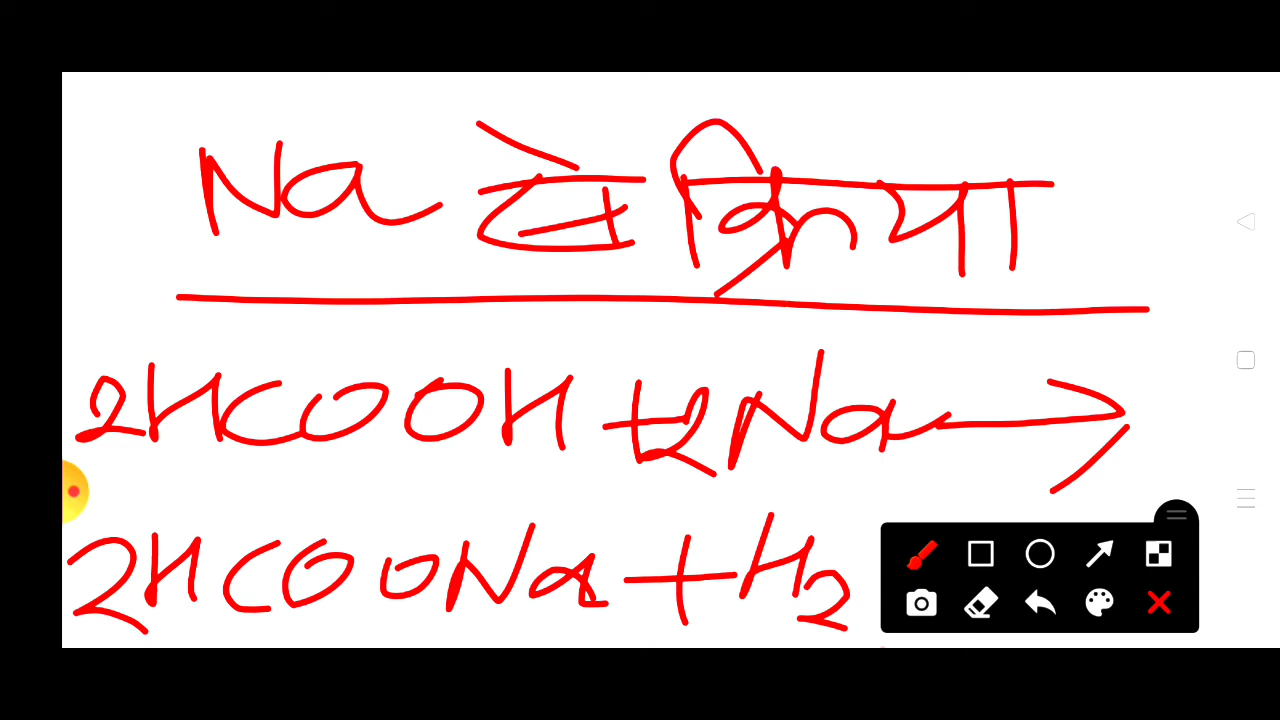 Na से क्रिया
2HCOOH + 2Na →
2HCOONa + H2